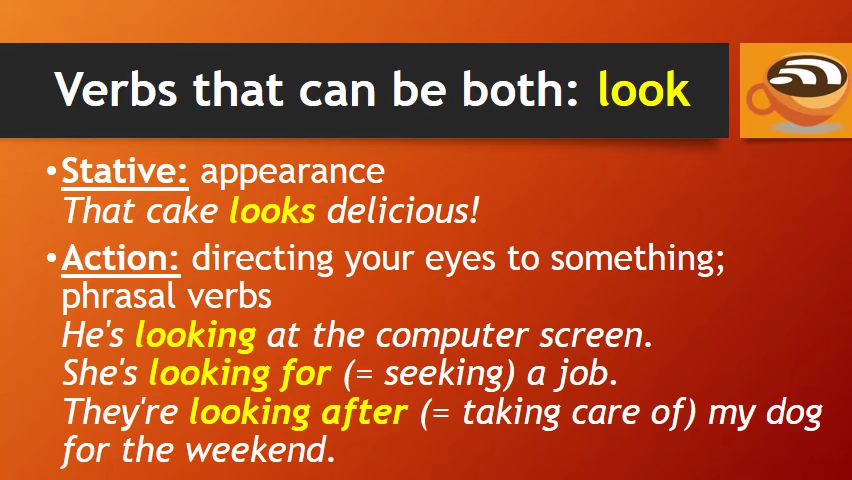 Verbs that can be both: look
•Stative: appearance
That cake looks delicious!
•Action: directing your eyes to something;
phrasal verbs
He's looking at the computer screen.
She's looking for (= seeking) a job.
They're looking after (= taking care of) my dog
for the weekend.